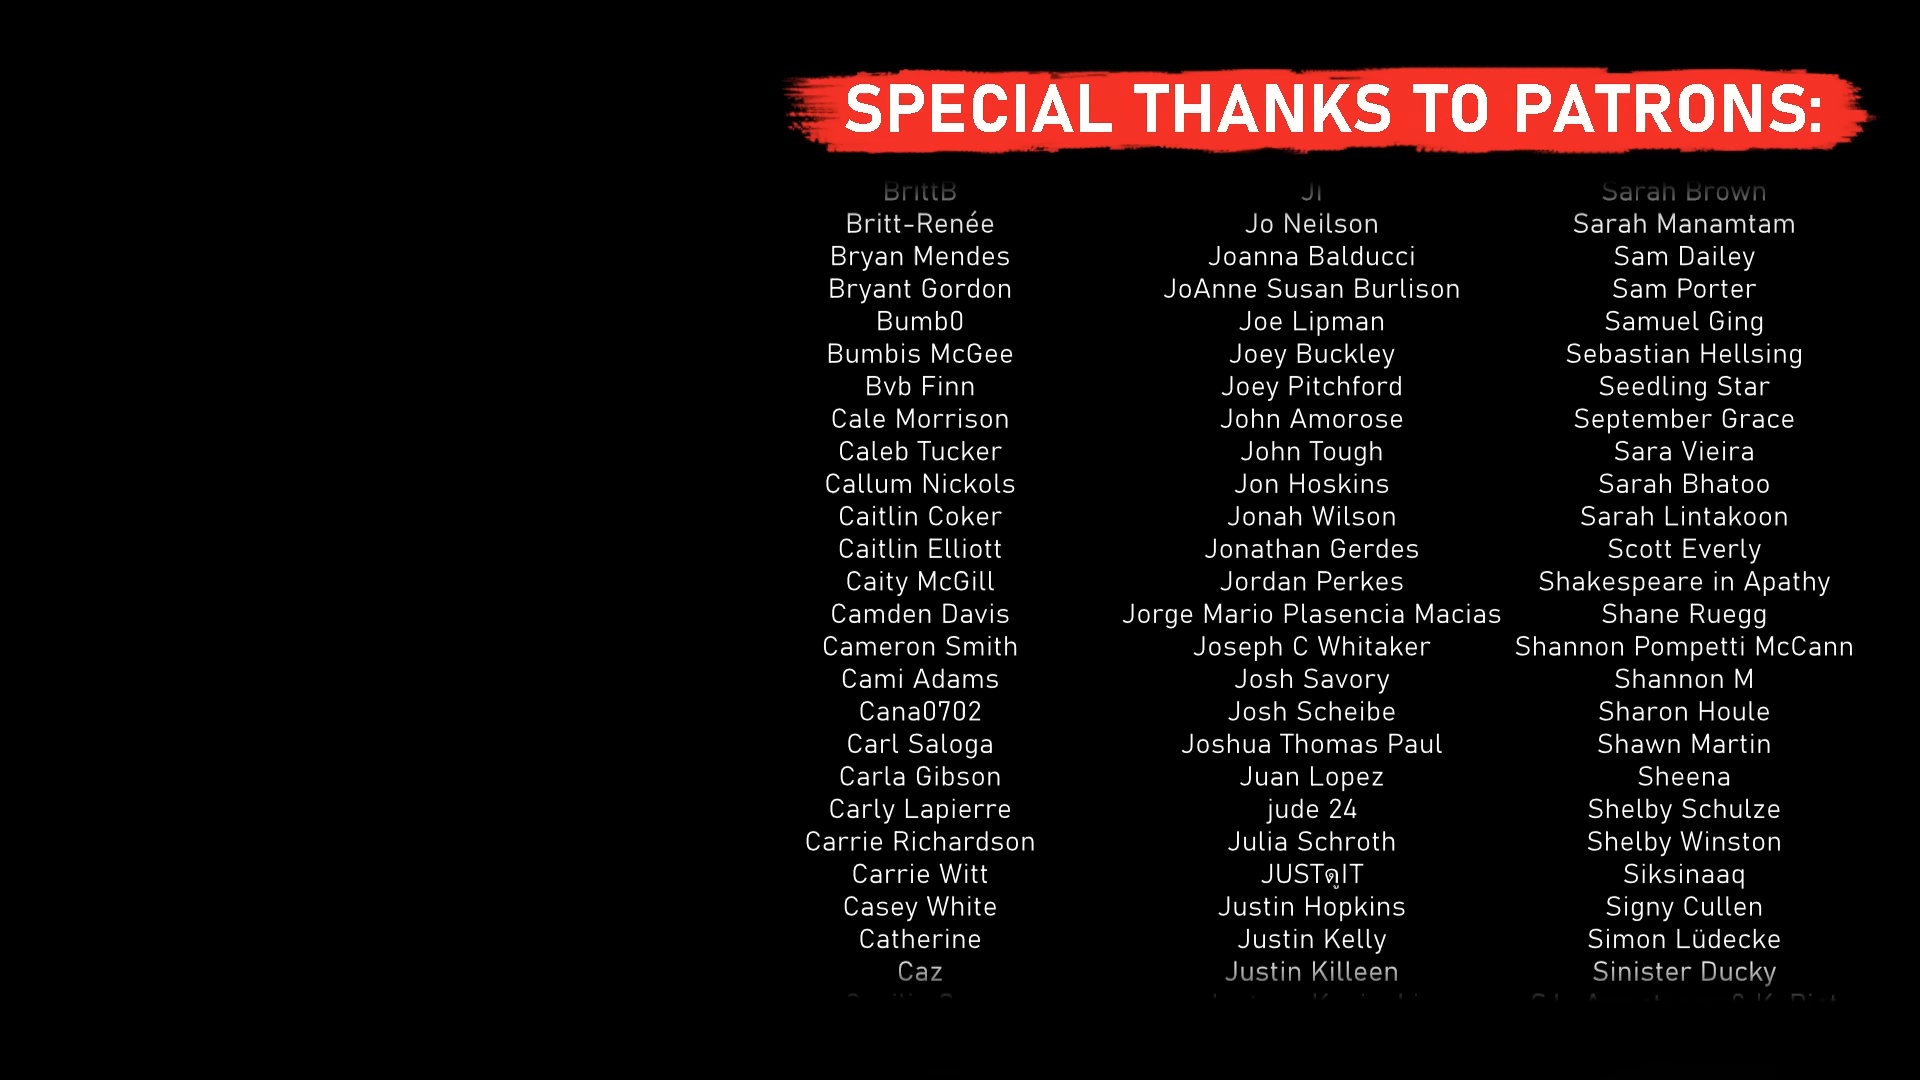 SPECIAL THANKS TO PATRONS:
BrittB
Britt-Renée
Bryan Mendes
Bryant Gordon
Bumb0
Bumbis McGee
Bvb Finn
Cale Morrison
Caleb Tucker
Callum Nickols
Caitlin Coker
Caitlin Elliott
Caity McGill
Camden Davis
Cameron Smith
Cami Adams
Cana0702
Carl Saloga
Carla Gibson
Carly Lapierre
Carrie Richardson
Carrie Witt
Casey White
Catherine
Caz
Jo Neilson
Joanna Balducci
JoAnne Susan Burlison
Joe Lipman
Joey Buckley
Joey Pitchford
John Amorose
John Tough
Jon Hoskins
Jonah Wilson
Jonathan Gerdes
Jordan Perkes
Jorge Mario Plasencia Macias
Joseph C Whitaker
Josh Savory
Josh Scheibe
Joshua Thomas Paul
Juan Lopez
jude 24
Julia Schroth
JUSTดูIT
Justin Hopkins
Justin Kelly
Justin Killeen
Sarah Brown
Sarah Manamtam
Sam Dailey
Sam Porter
Samuel Ging
Sebastian Hellsing
Seedling Star
September Grace
Sara Vieira
Sarah Bhatoo
Sarah Lintakoon
Scott Everly
Shakespeare in Apathy
Shane Ruegg
Shannon Pompetti McCann
Shannon M
Sharon Houle
Shawn Martin
Sheena
Shelby Schulze
Shelby Winston
Siksinaaq
Signy Cullen
Simon Lüdecke
Sinister Ducky